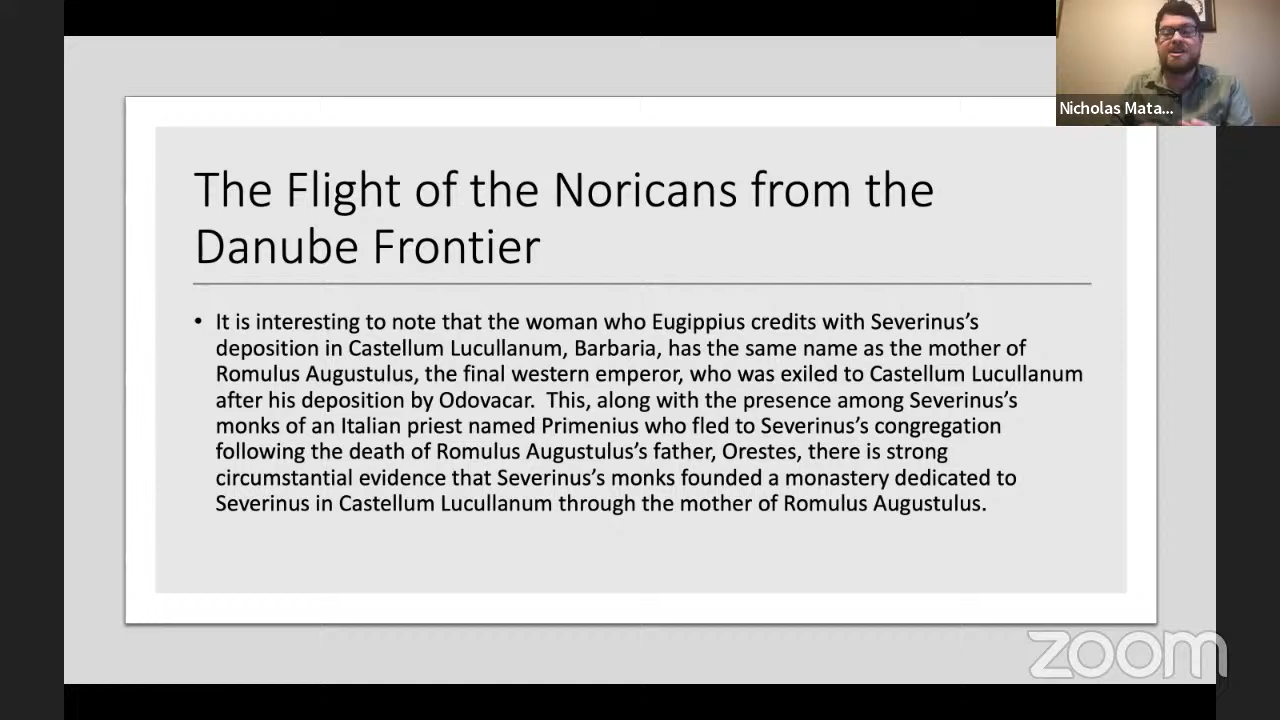 Nicholas Mata...
The Flight of the Noricans from the
Danube Frontier
• It is interesting to note that the woman who Eugippius credits with Severinus’s
deposition in Castellum Lucullanum, Barbaria, has the same name as the mother of
Romulus Augustulus, the final western emperor, who was exiled to Castellum Lucullanum
after his deposition by Odovacar.  This, along with the presence among Severinus’s
monks of an Italian priest named Primenius who fled to Severinus’s congregation
following the death of Romulus Augustulus’s father, Orestes, there is strong
circumstantial evidence that Severinus’s monks founded a monastery dedicated to
Severinus in Castellum Lucullanum through the mother of Romulus Augustulus.
zoom